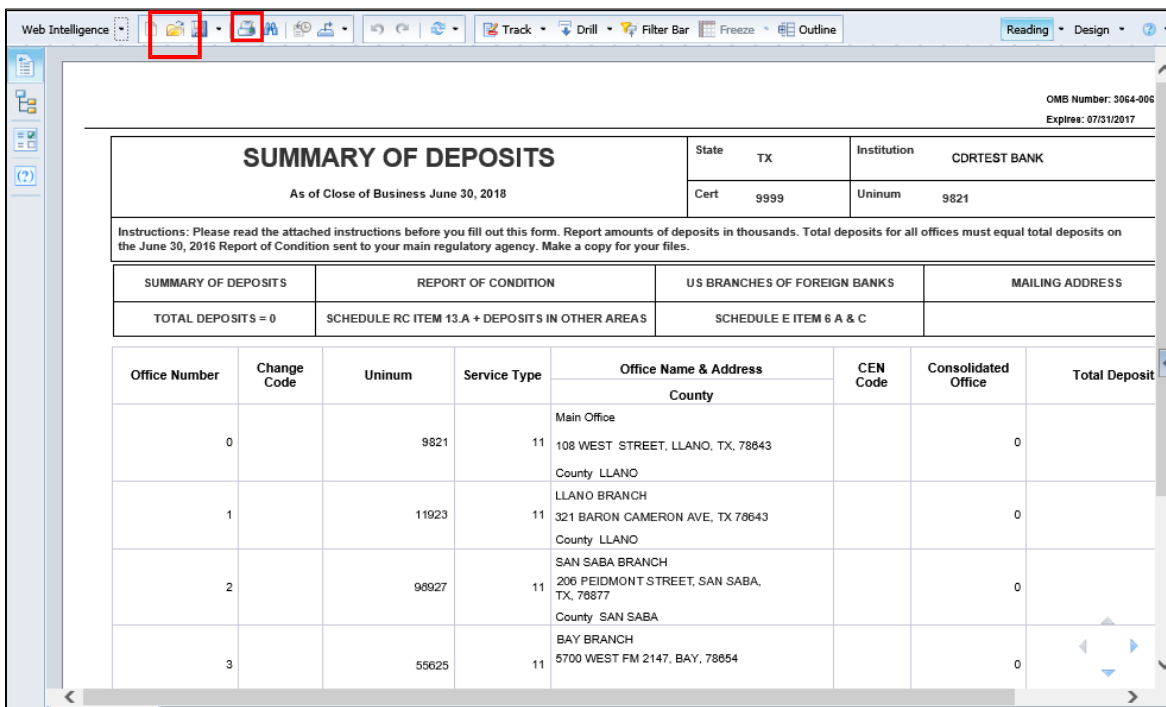 Web Intelligence Track Drill Filter Bar Freeze Outline Reading Design
OMB Number: 3064-006
Expires: 07/31/2017
SUMMARY OF DEPOSITS
As of Close of Business June 30, 2018
State TX Institution CDRTEST BANK
Cert 9999 Uninum 9821
Instructions: Please read the attached instructions before you fill out this form. Report amounts of deposits in thousands. Total deposits for all offices must equal total deposits on
the June 30, 2016 Report of Condition sent to your main regulatory agency. Make a copy for your files.
SUMMARY OF DEPOSITS REPORT OF CONDITION US BRANCHES OF FOREIGN BANKS MAILING ADDRESS
TOTAL DEPOSITS = 0 SCHEDULE RC ITEM 13.A + DEPOSITS IN OTHER AREAS SCHEDULE E ITEM 6 A & C
Office Number Change Code Uninum Service Type Office Name & Address CEN Code Consolidated Office Total Deposit
County
Main Office
0 9821 11 108 WEST STREET, LLANO, TX, 78643 0
County LLANO
LLANO BRANCH
1 11923 11 321 BARON CAMERON AVE, TX 78643 0
County LLANO
SAN SABA BRANCH
2 98927 11 206 PEIDMONT STREET, SAN SABA, 0
TX, 76877
County SAN SABA
BAY BRANCH
3 55625 11 5700 WEST FM 2147, BAY, 78654 0